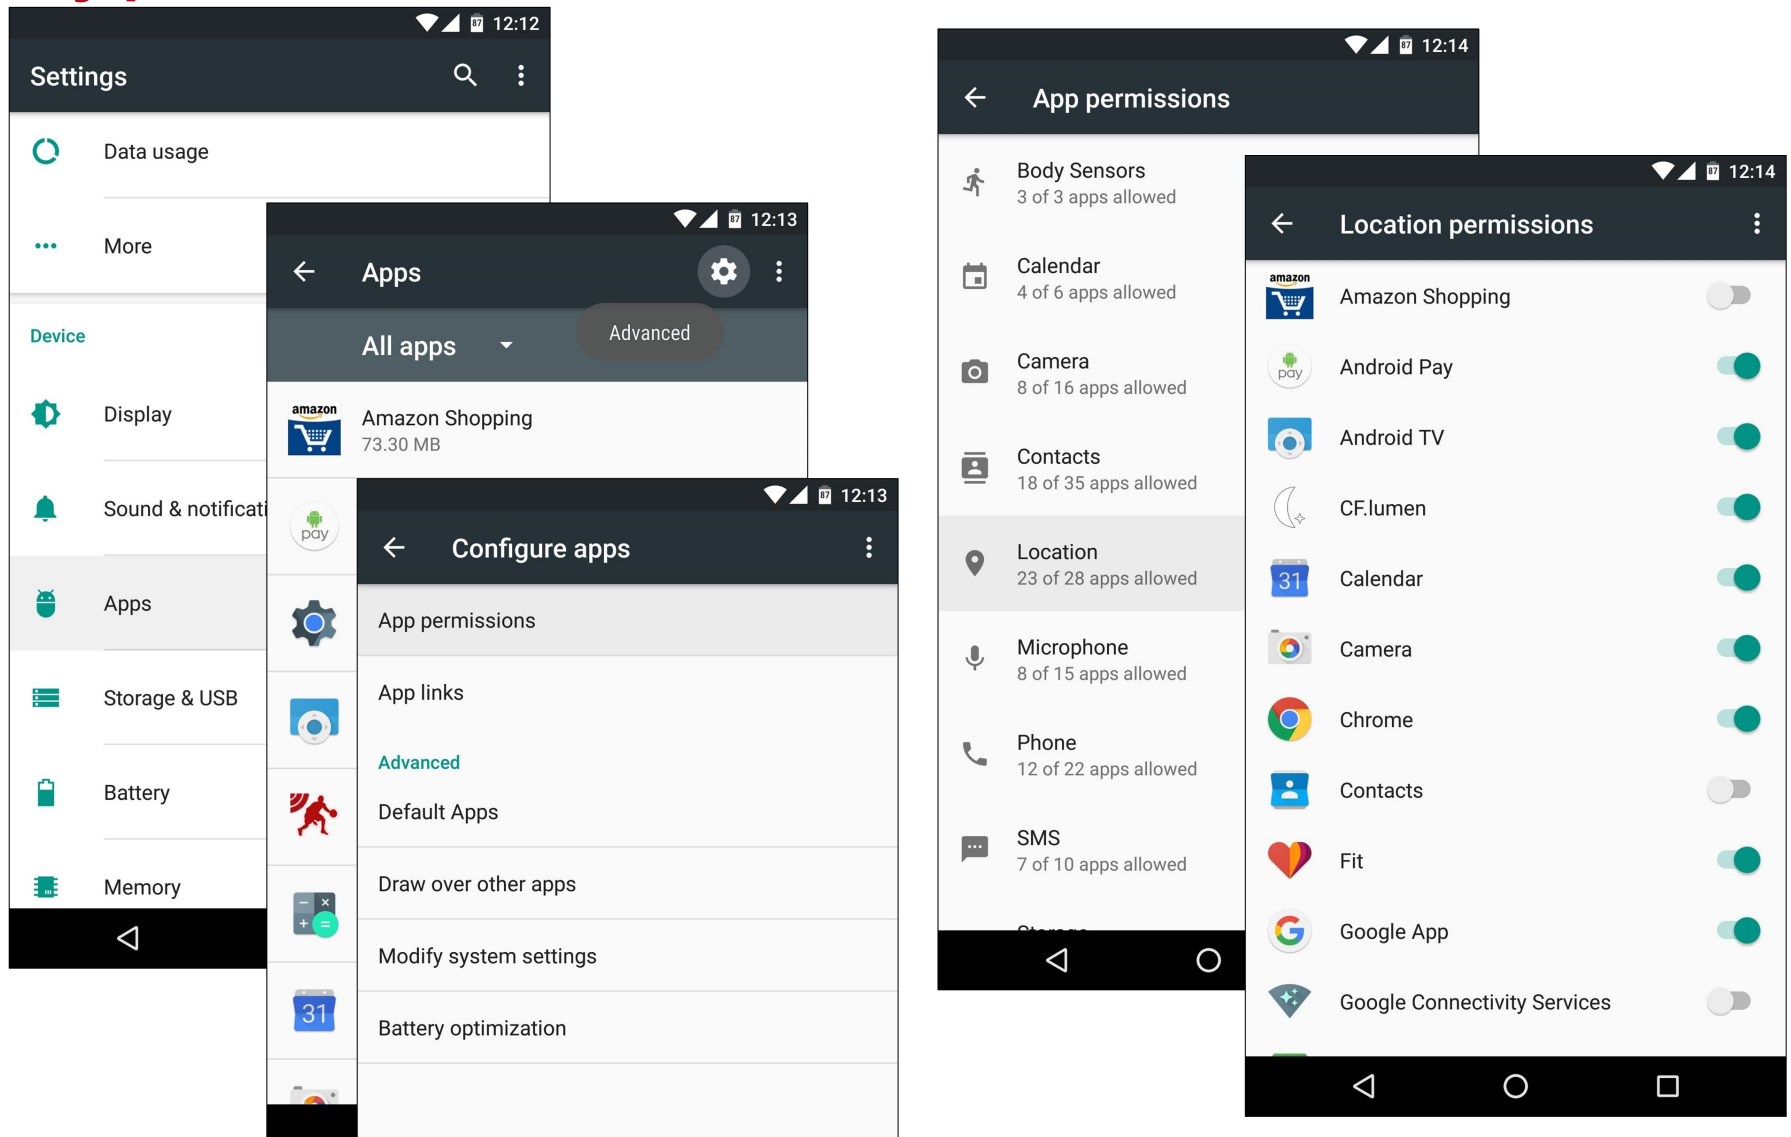 87 12:12
Settings
Data usage
More
Device
Display
Sound & notificati
Apps
Storage & USB
Battery
Memory
87 12:13
Apps
Advanced
All apps
amazon
Amazon Shopping
73.30 MB
pay
31
87 12:13
Configure apps
App permissions
App links
Advanced
Default Apps
Draw over other apps
Modify system settings
Battery optimization
87 12:14
App permissions
Body Sensors
3 of 3 apps allowed
Calendar
4 of 6 apps allowed
Camera
8 of 16 apps allowed
Contacts
18 of 35 apps allowed
Location
23 of 28 apps allowed
Microphone
8 of 15 apps allowed
Phone
12 of 22 apps allowed
SMS
7 of 10 apps allowed
Storage
87 12:14
Location permissions
amazon
Amazon Shopping
pay
Android Pay
Android TV
CF.lumen
31
Calendar
Camera
Chrome
Contacts
Fit
G
Google App
Google Connectivity Services